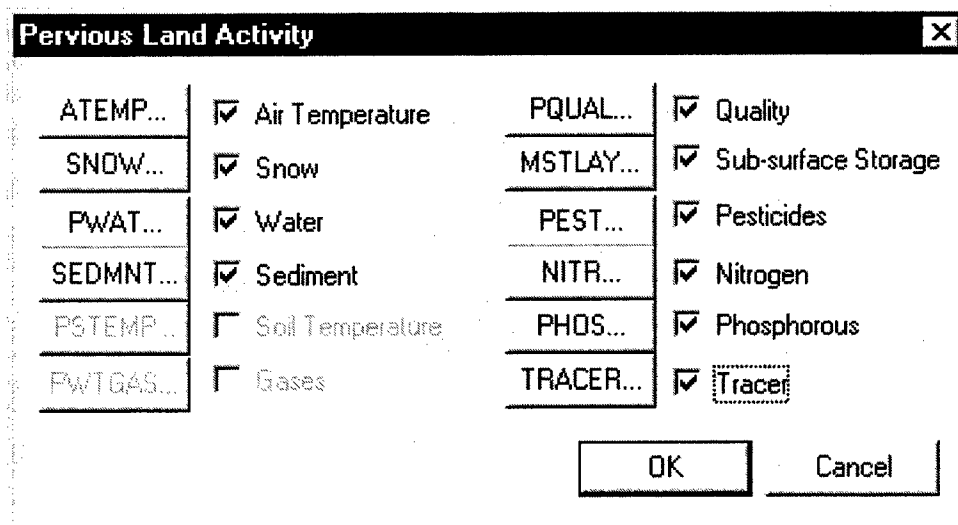 Pervious Land Activity
ATEMP... Air Temperature
SNOW... Snow
PWAT... Water
SEDMNT... Sediment
PSTEMP... Soil Temperature
PWTGAS... Gases
PQUAL... Quality
MSTLAY... Sub-surface Storage
PEST... Pesticides
NITR... Nitrogen
PHOS... Phosphorous
TRACER... Tracer
OK Cancel